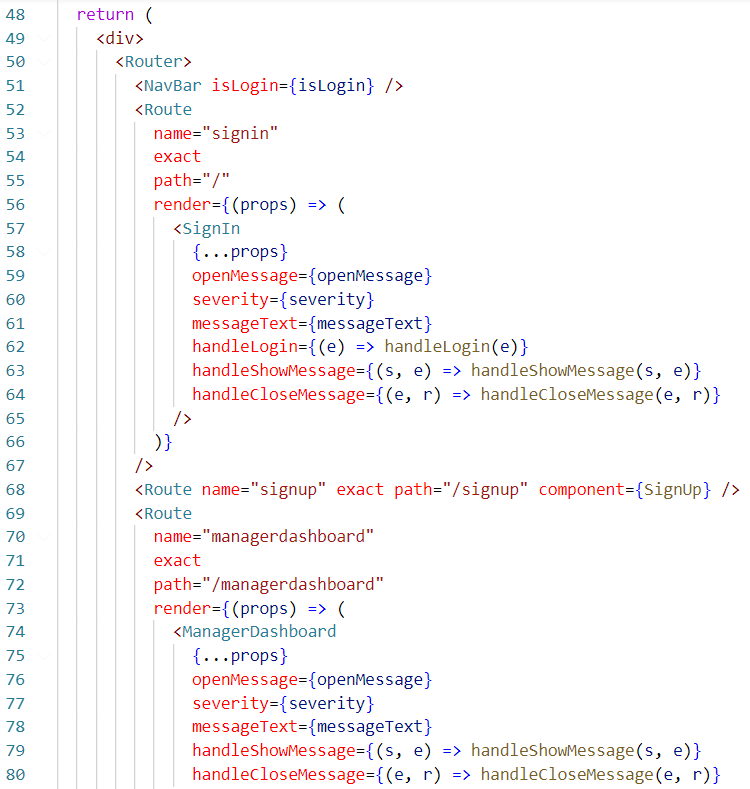 48 return (
49 <div>
50 <Router>
51 <NavBar isLogin={isLogin} />
52 <Route
53 name="signin"
54 exact
55 path="/"
56 render={(props) => (
57 <SignIn
58 {...props}
59 openMessage={openMessage}
60 severity={severity}
61 messageText={messageText}
62 handleLogin={(e) => handleLogin(e)}
63 handleShowMessage={(s, e) => handleShowMessage(s, e)}
64 handleCloseMessage={(e, r) => handleCloseMessage(e, r)}
65 />
66 )}
67 />
68 <Route name="signup" exact path="/signup" component={SignUp} />
69 <Route
70 name="managerdashboard"
71 exact
72 path="/managerdashboard"
73 render={(props) => (
74 <ManagerDashboard
75 {...props}
76 openMessage={openMessage}
77 severity={severity}
78 messageText={messageText}
79 handleShowMessage={(s, e) => handleShowMessage(s, e)}
80 handleCloseMessage={(e, r) => handleCloseMessage(e, r)}